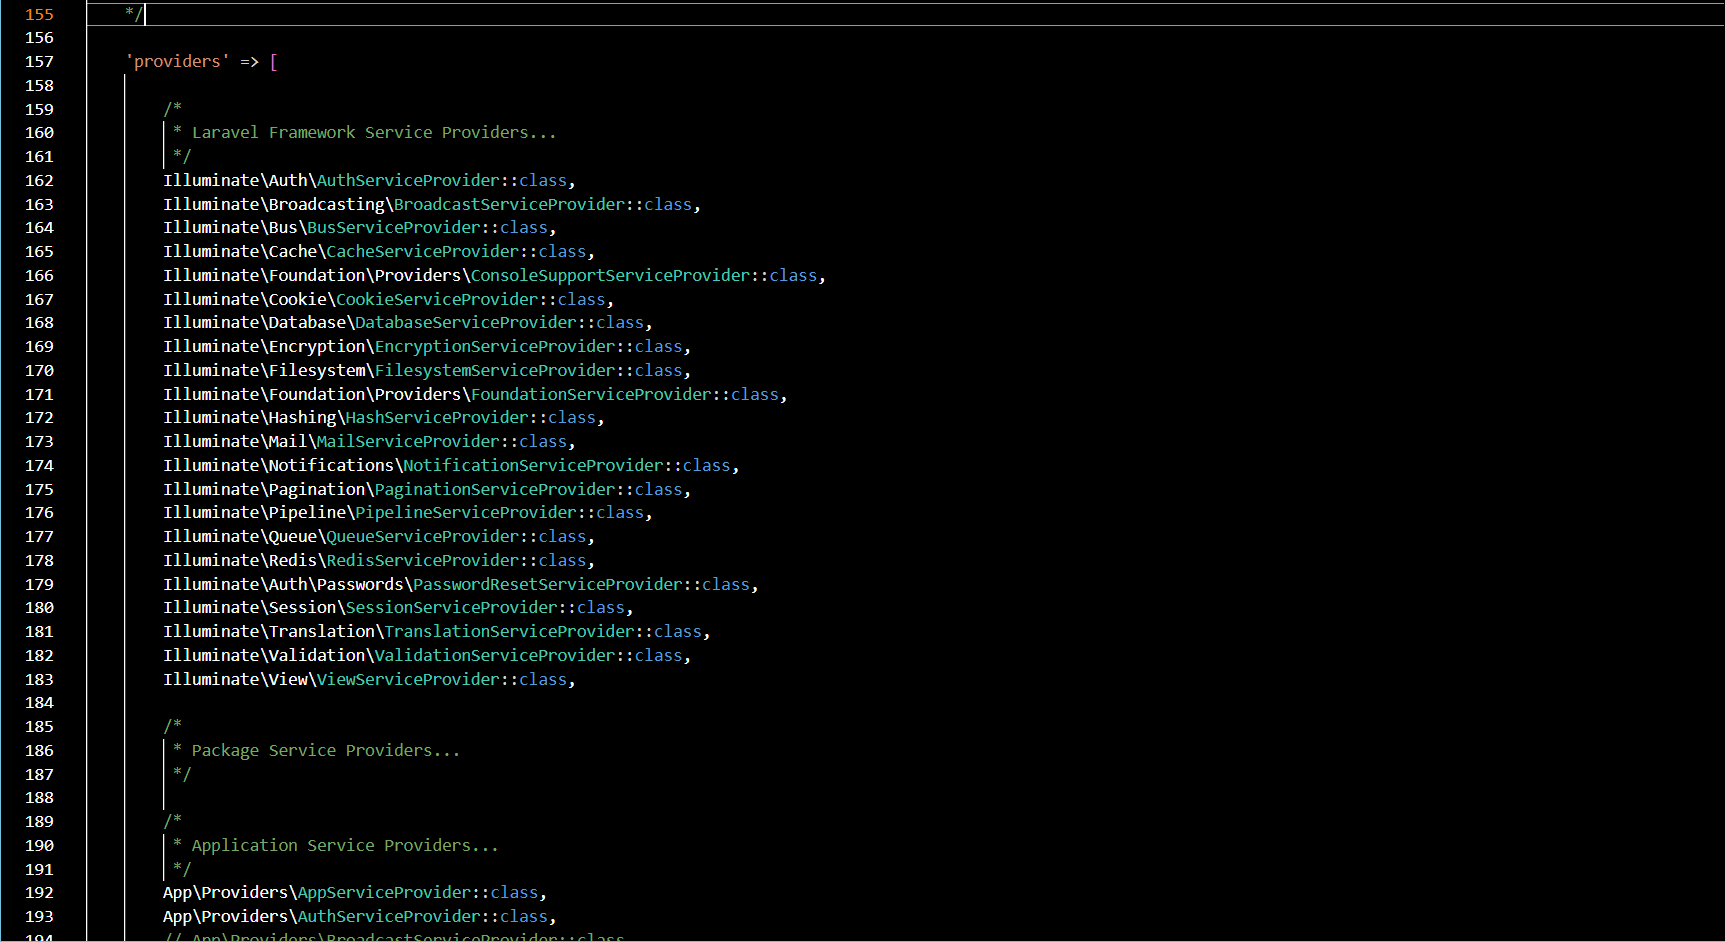 155 */
156
157 'providers' => [
158
159 /*
160 * Laravel Framework Service Providers...
161 */
162 Illuminate\Auth\AuthServiceProvider::class,
163 Illuminate\Broadcasting\BroadcastServiceProvider::class,
164 Illuminate\Bus\BusServiceProvider::class,
165 Illuminate\Cache\CacheServiceProvider::class,
166 Illuminate\Foundation\Providers\ConsoleSupportServiceProvider::class,
167 Illuminate\Cookie\CookieServiceProvider::class,
168 Illuminate\Database\DatabaseServiceProvider::class,
169 Illuminate\Encryption\EncryptionServiceProvider::class,
170 Illuminate\Filesystem\FilesystemServiceProvider::class,
171 Illuminate\Foundation\Providers\FoundationServiceProvider::class,
172 Illuminate\Hashing\HashServiceProvider::class,
173 Illuminate\Mail\MailServiceProvider::class,
174 Illuminate\Notifications\NotificationServiceProvider::class,
175 Illuminate\Pagination\PaginationServiceProvider::class,
176 Illuminate\Pipeline\PipelineServiceProvider::class,
177 Illuminate\Queue\QueueServiceProvider::class,
178 Illuminate\Redis\RedisServiceProvider::class,
179 Illuminate\Auth\Passwords\PasswordResetServiceProvider::class,
180 Illuminate\Session\SessionServiceProvider::class,
181 Illuminate\Translation\TranslationServiceProvider::class,
182 Illuminate\Validation\ValidationServiceProvider::class,
183 Illuminate\View\ViewServiceProvider::class,
184
185 /*
186 * Package Service Providers...
187 */
188
189 /*
190 * Application Service Providers...
191 */
192 App\Providers\AppServiceProvider::class,
193 App\Providers\AuthServiceProvider::class,
194 // App\Providers\BroadcastServiceProvider::class